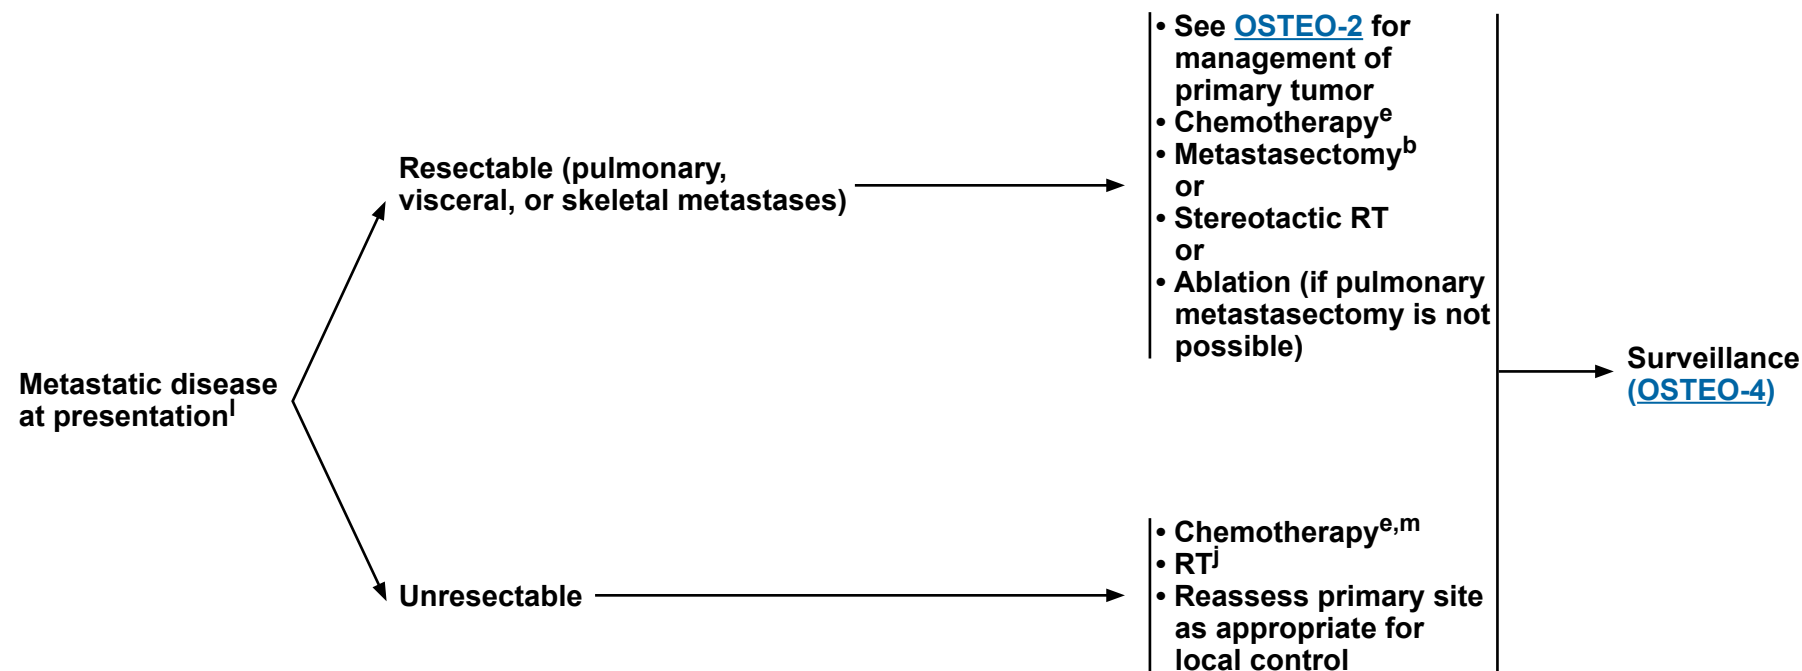 Metastatic disease
at presentationˡ
Resectable (pulmonary,
visceral, or skeletal metastases)
• See OSTEO-2 for
management of
primary tumor
• Chemotherapyᵉ
• Metastasectomyᵇ
or
• Stereotactic RT
or
• Ablation (if pulmonary
metastasectomy is not
possible)
Unresectable
• Chemotherapyᵉ,ᵐ
• RTʲ
• Reassess primary site
as appropriate for
local control
Surveillance
(OSTEO-4)